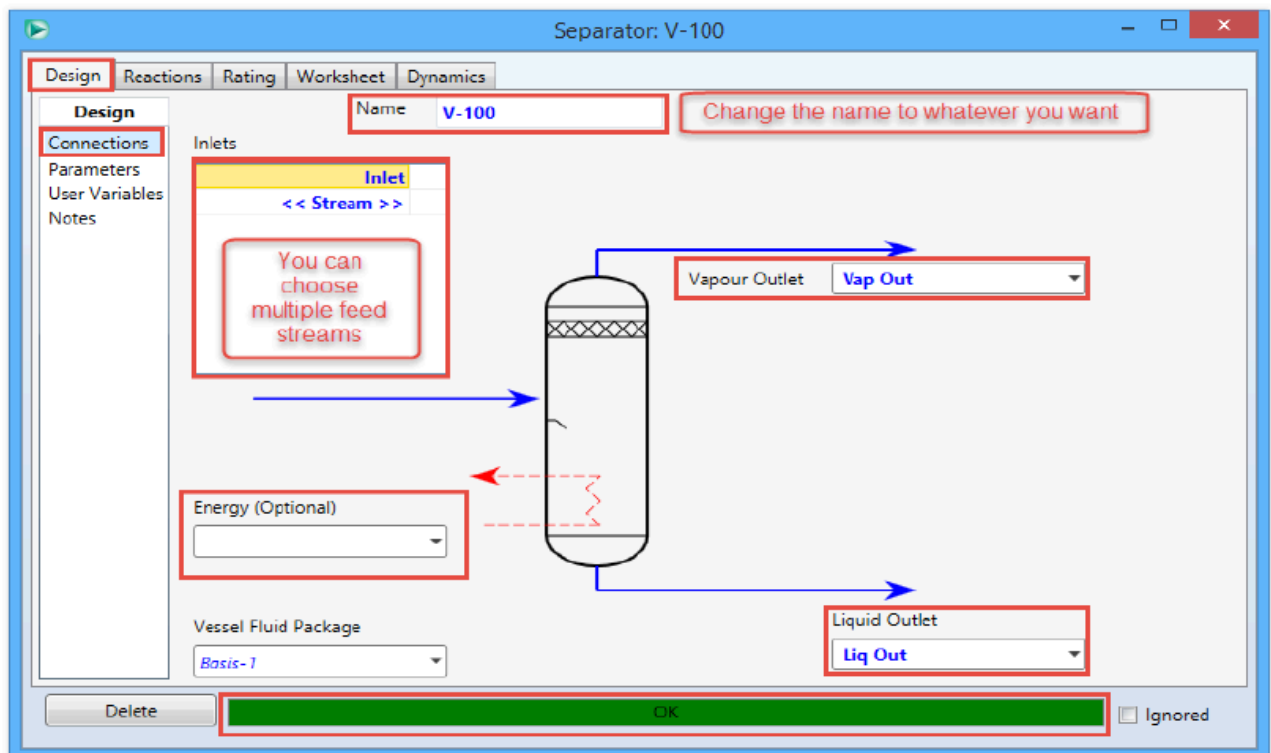 Separator: V-100
Design Reactions Rating Worksheet Dynamics
Design
Connections
Parameters
User Variables
Notes
Name V-100
Change the name to whatever you want
Inlets
Inlet
<< Stream >>
You can
choose
multiple feed
streams
Vapour Outlet Vap Out
Energy (Optional)
Vessel Fluid Package
Basis-1
Liquid Outlet
Liq Out
Delete
OK
Ignored